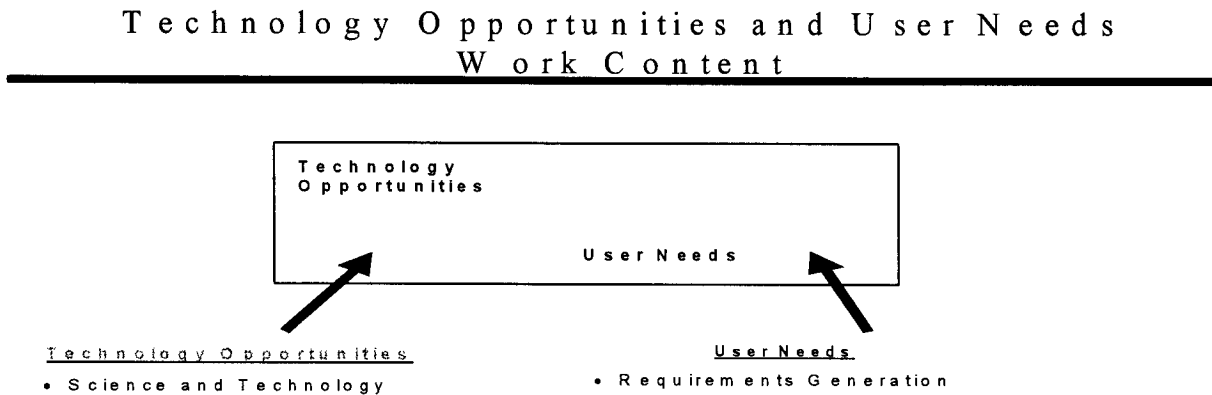 Technology Opportunities and User Needs
Work Content
Technology
Opportunities
User Needs
Technology Opportunities
• Science and Technology
User Needs
• Requirements Generation